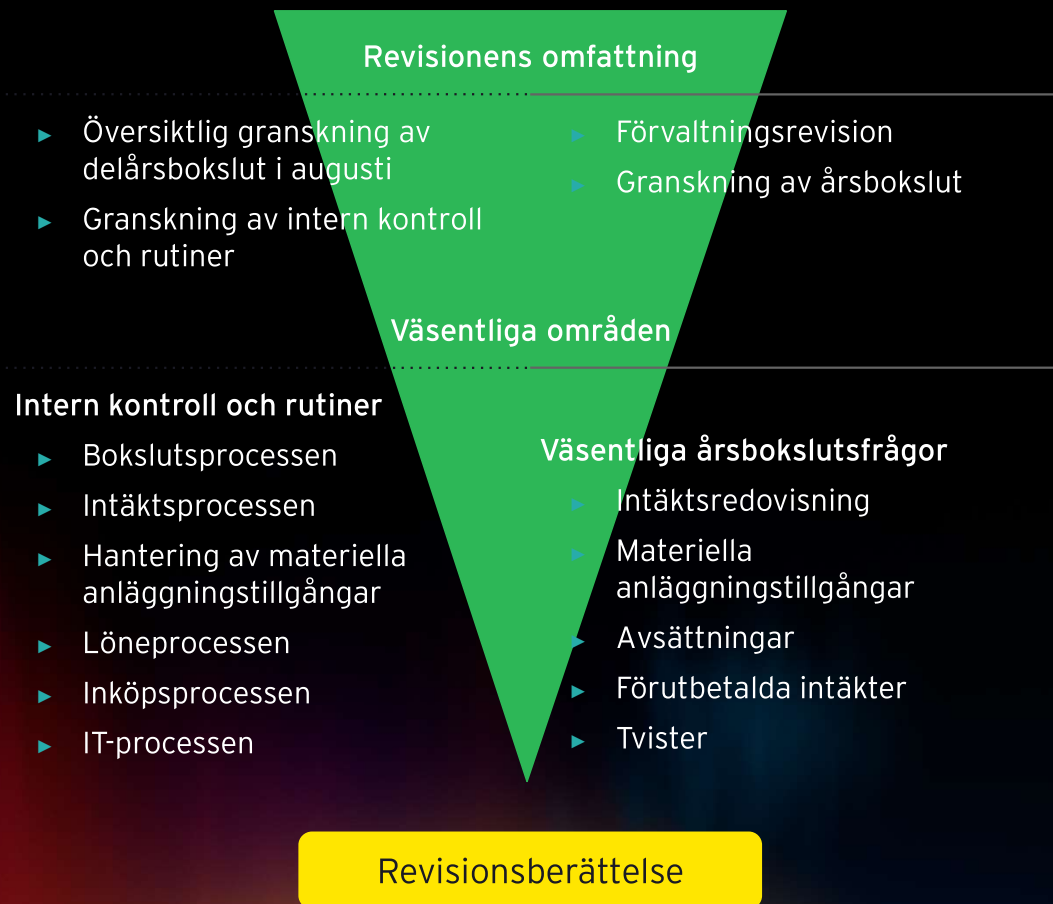 Revisionens omfattning
► Översiktlig granskning av
delårsbokslut i augusti
► Granskning av intern kontroll
och rutiner
► Förvaltningsrevision
► Granskning av årsbokslut
Väsentliga områden
Intern kontroll och rutiner
► Bokslutsprocessen
► Intäktsprocessen
► Hantering av materiella
anläggningstillgångar
► Löneprocessen
► Inköpsprocessen
► IT-processen
Väsentliga årsbokslutsfrågor
► Intäktsredovisning
► Materiella
anläggningstillgångar
► Avsättningar
► Förutbetalda intäkter
► Tvister
Revisionsberättelse